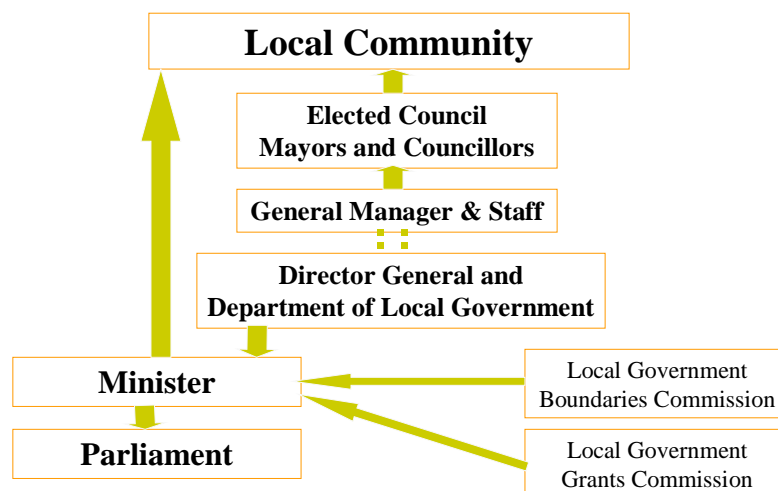 Local Community
Elected Council
Mayors and Councillors
General Manager & Staff
Director General and
Department of Local Government
Minister
Local Government
Boundaries Commission
Parliament
Local Government
Grants Commission